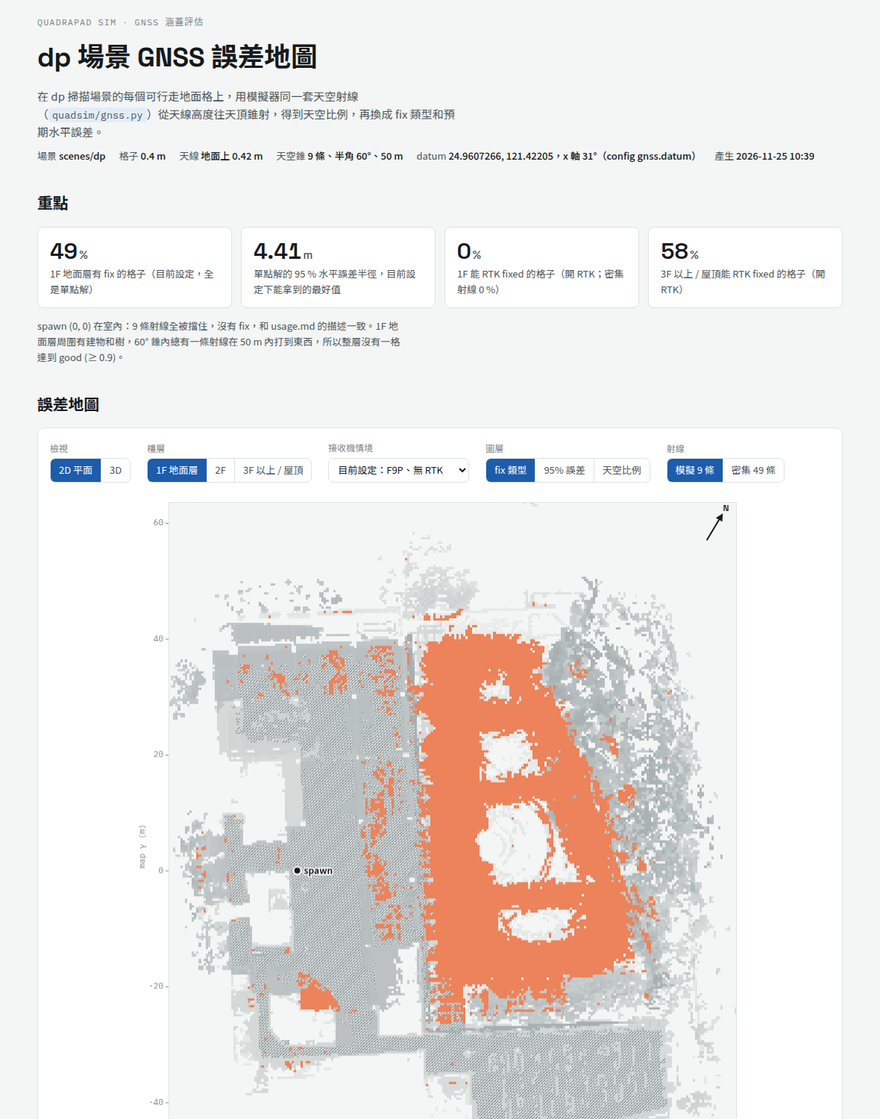 QUADRAPAD SIM · GNSS 涵蓋評估
dp 場景 GNSS 誤差地圖
在 dp 掃描場景的每個可行走地面格上，用模擬器同一套天空射線
（quadsim/gnss.py）從天線高度往天頂錐射，得到天空比例，再換成 fix 類型和預
期水平誤差。
場景 scenes/dp 格子 0.4 m 天線 地面上 0.42 m 天空錐 9 條、半角 60°、50 m datum 24.9607266, 121.42205，x 軸 31°（config gnss.datum） 產生 2026-11-25 10:39
重點
49%
1F 地面層有 fix 的格子（目前設定，全
是單點解）
4.41 m
單點解的 95 % 水平誤差半徑，目前設
定下能拿到的最好值
0%
1F 能 RTK fixed 的格子（開 RTK；密集
射線 0 %）
58%
3F 以上 / 屋頂能 RTK fixed 的格子（開
RTK）
spawn (0, 0) 在室內：9 條射線全被擋住，沒有 fix，和 usage.md 的描述一致。1F 地
面層周圍有建物和樹，60° 錐內總有一條射線在 50 m 內打到東西，所以整層沒有一格
達到 good (≥ 0.9)。
誤差地圖
檢視 樓層 接收機情境 圖層 射線
2D 平面 3D 1F 地面層 2F 3F 以上 / 屋頂 目前設定：F9P、無 RTK fix 類型 95% 誤差 天空比例 模擬 9 條 密集 49 條
N
60
40
20
map y (m)
0
spawn
-20
-40